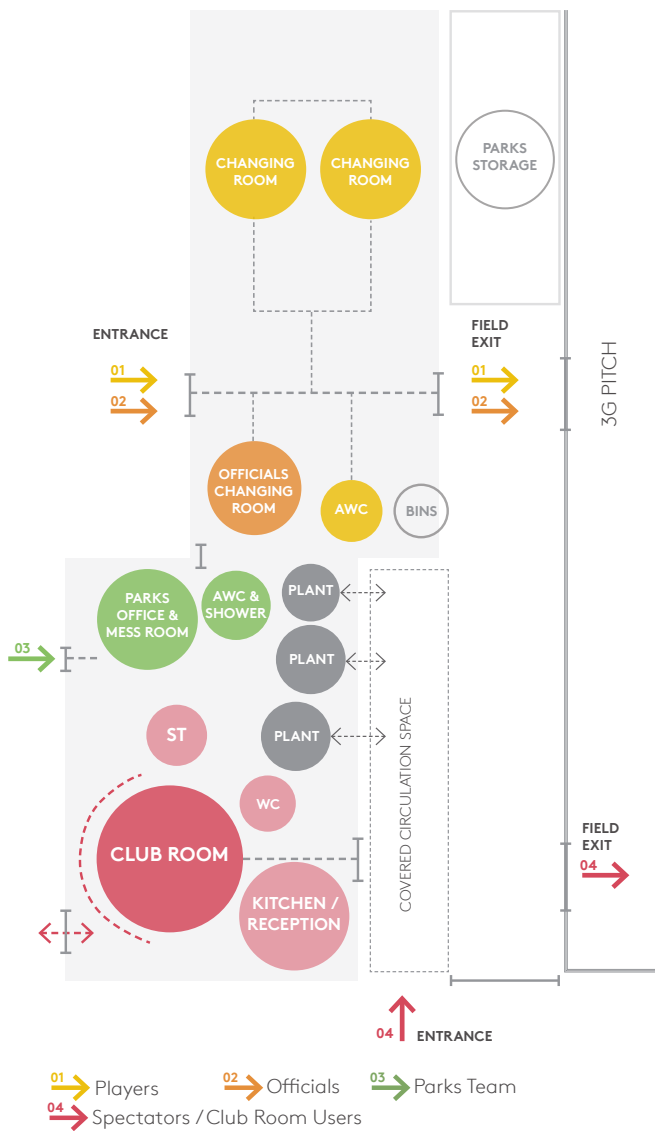 CHANGING
ROOM
CHANGING
ROOM
PARKS
STORAGE
ENTRANCE
01
02
FIELD
EXIT
01
02
3G PITCH
OFFICIALS
CHANGING
ROOM
AWC
BINS
PARKS
OFFICE &
MESS ROOM
AWC &
SHOWER
PLANT
03
PLANT
ST
PLANT
COVERED CIRCULATION SPACE
WC
CLUB ROOM
KITCHEN /
RECEPTION
FIELD
EXIT
04
04
ENTRANCE
01 Players
02 Officials
03 Parks Team
04 Spectators / Club Room Users